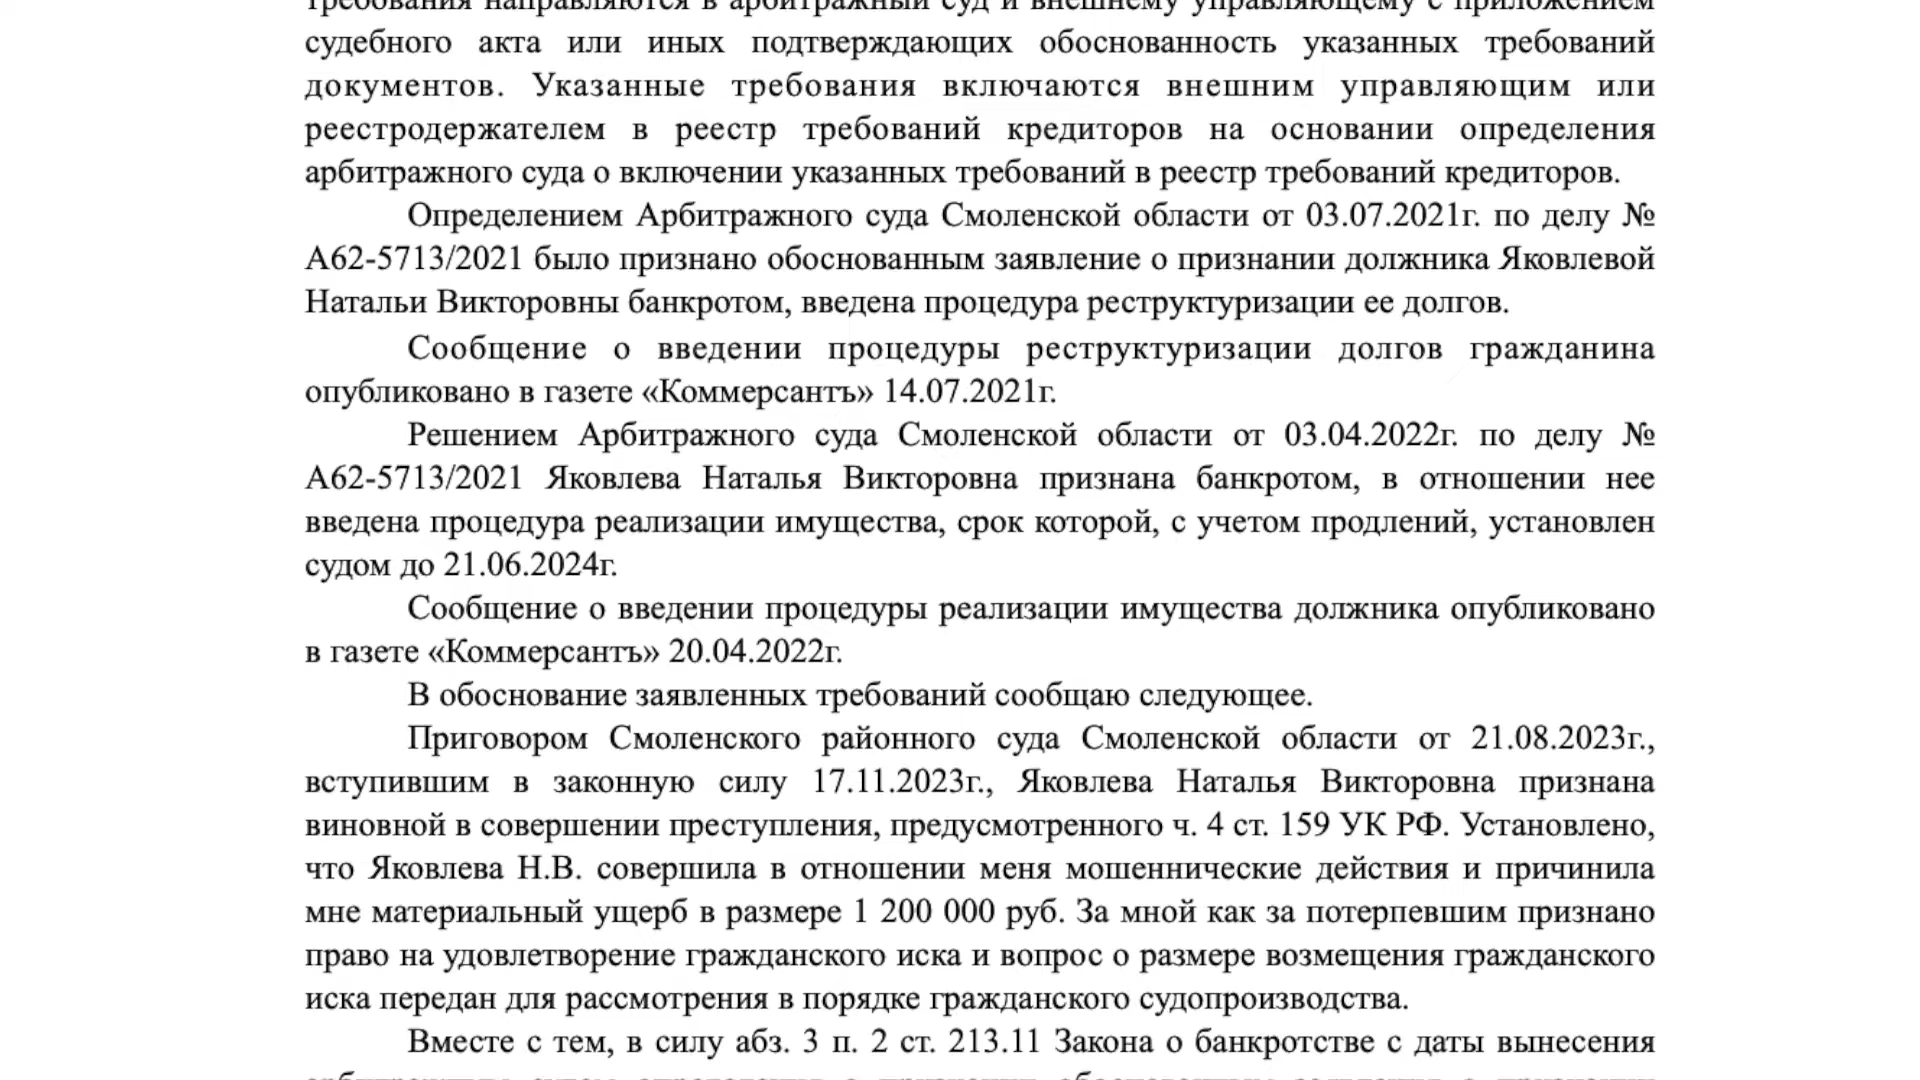 требования направляются в арбитражный суд и внешнему управляющему с приложением
судебного акта или иных подтверждающих обоснованность указанных требований
документов. Указанные требования включаются внешним управляющим или
реестродержателем в реестр требований кредиторов на основании определения
арбитражного суда о включении указанных требований в реестр требований кредиторов.
Определением Арбитражного суда Смоленской области от 03.07.2021г. по делу №
А62-5713/2021 было признано обоснованным заявление о признании должника Яковлевой
Натальи Викторовны банкротом, введена процедура реструктуризации ее долгов.
Сообщение о введении процедуры реструктуризации долгов гражданина
опубликовано в газете «Коммерсантъ» 14.07.2021г.
Решением Арбитражного суда Смоленской области от 03.04.2022г. по делу №
А62-5713/2021 Яковлева Наталья Викторовна признана банкротом, в отношении нее
введена процедура реализации имущества, срок которой, с учетом продлений, установлен
судом до 21.06.2024г.
Сообщение о введении процедуры реализации имущества должника опубликовано
в газете «Коммерсантъ» 20.04.2022г.
В обоснование заявленных требований сообщаю следующее.
Приговором Смоленского районного суда Смоленской области от 21.08.2023г.,
вступившим в законную силу 17.11.2023г., Яковлева Наталья Викторовна признана
виновной в совершении преступления, предусмотренного ч. 4 ст. 159 УК РФ. Установлено,
что Яковлева Н.В. совершила в отношении меня мошеннические действия и причинила
мне материальный ущерб в размере 1 200 000 руб. За мной как за потерпевшим признано
право на удовлетворение гражданского иска и вопрос о размере возмещения гражданского
иска передан для рассмотрения в порядке гражданского судопроизводства.
Вместе с тем, в силу абз. 3 п. 2 ст. 213.11 Закона о банкротстве с даты вынесения